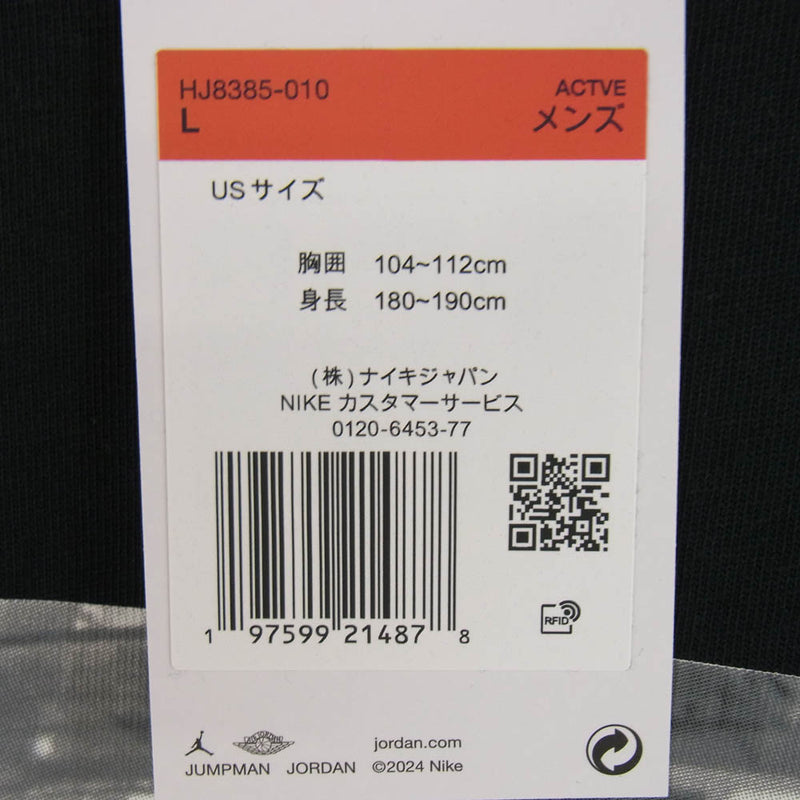 HJ8385-010 ACTVE
L メンズ
USサイズ
胸囲 104~112cm
身長 180~190cm
(株)ナイキジャパン
NIKE カスタマーサービス
0120-6453-77
RFID
1 97599 21487 8
jordan.com
JUMPMAN JORDAN ©2024 Nike